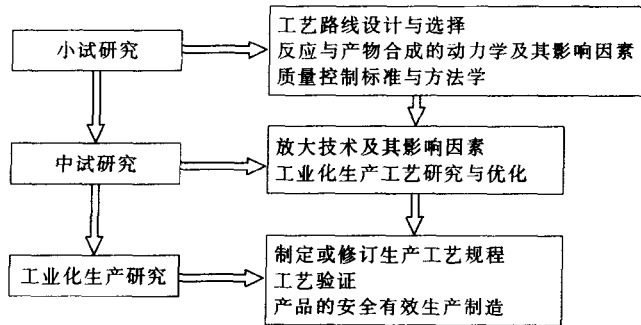 小试研究
工艺路线设计与选择
反应与产物合成的动力学及其影响因素
质量控制标准与方法学
中试研究
放大技术及其影响因素
工业化生产工艺研究与优化
工业化生产研究
制定或修订生产工艺规程
工艺验证
产品的安全有效生产制造